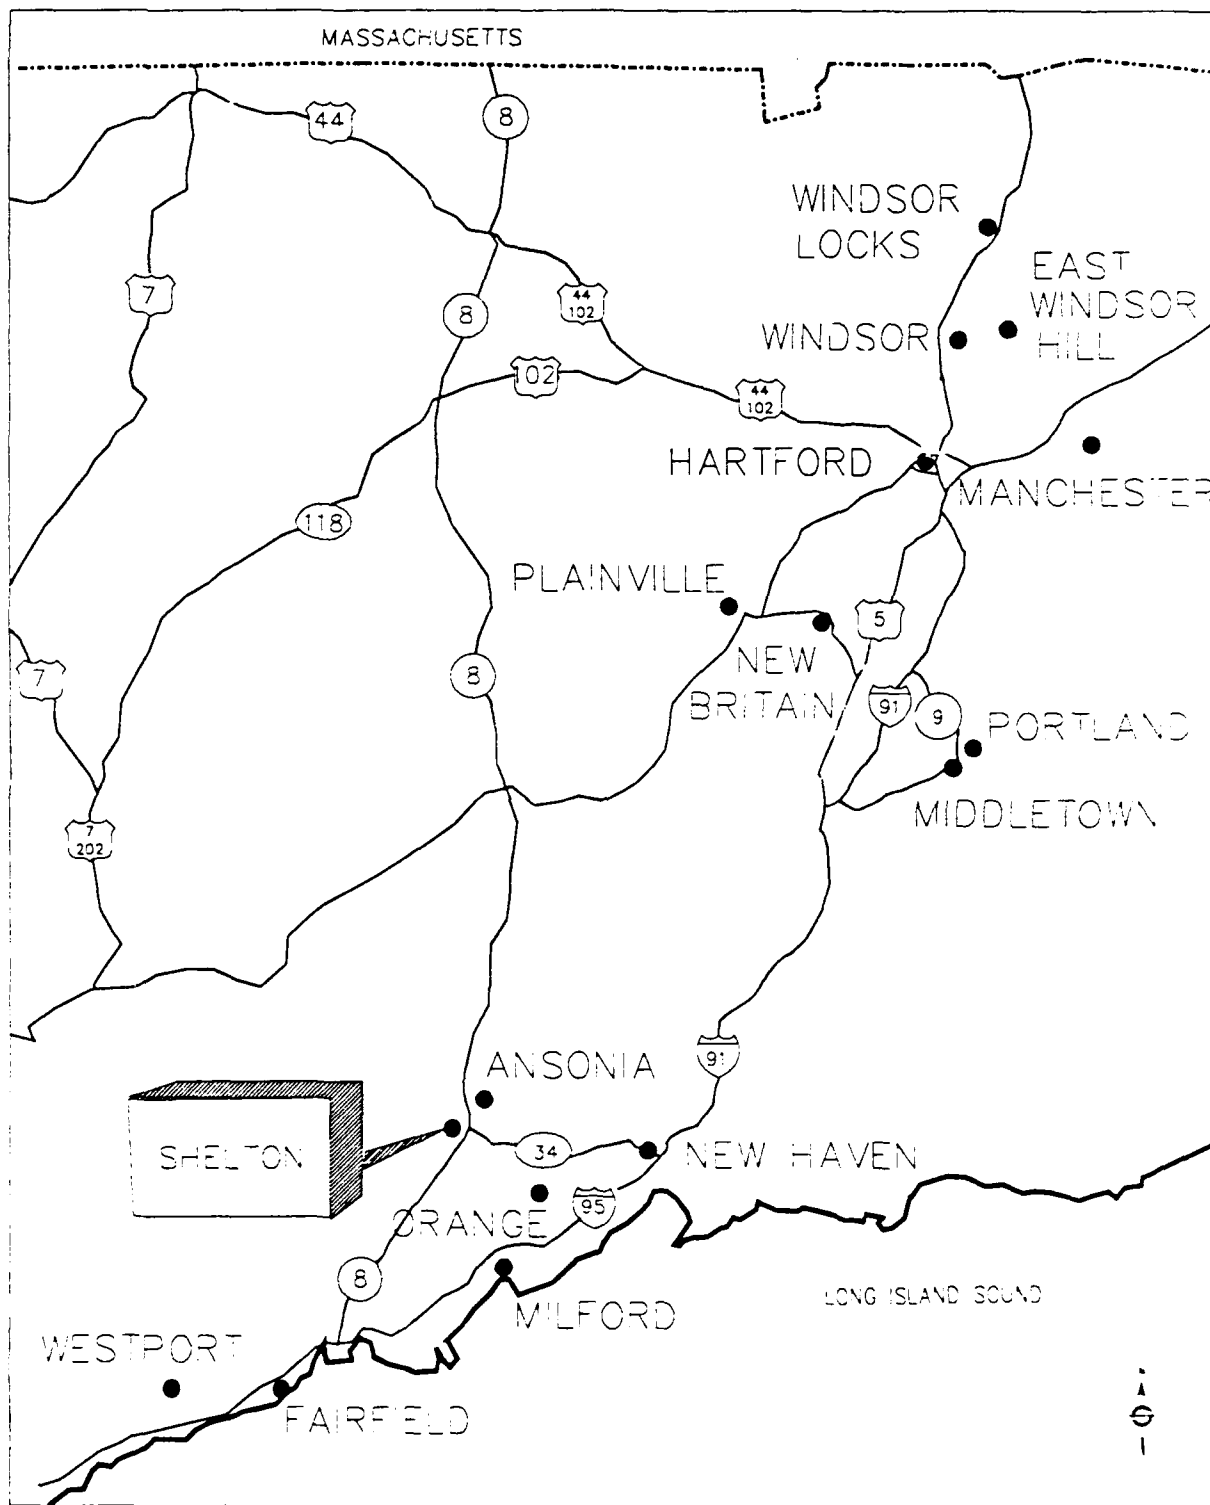 MASSACHUSETTS
44
8
WINDSOR
LOCKS
EAST
WINDSOR
HILL
7
8
44
102
WINDSOR
102
44
102
HARTFORD
MANCHESTER
118
PLAINVILLE
5
NEW
BRITAIN
7
8
91
9
PORTLAND
MIDDLETOWN
7
202
91
ANSONIA
SHELTON
34
NEW HAVEN
ORANGE
95
8
MILFORD
LONG ISLAND SOUND
WESTPORT
FAIRFIELD